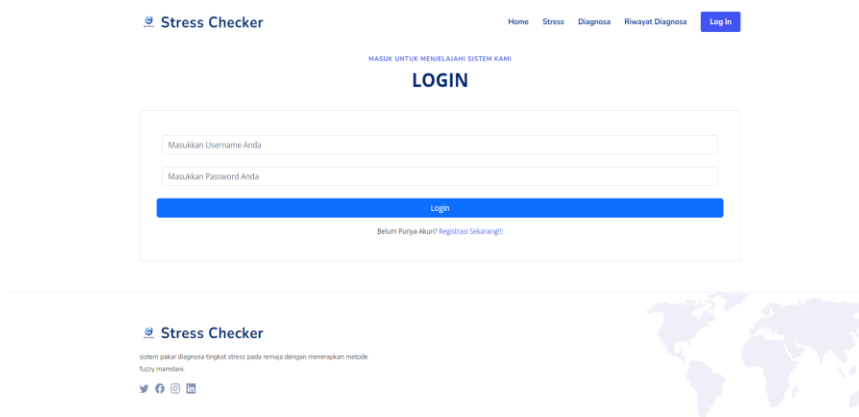 Stress Checker
Home Stress Diagnosa Riwayat Diagnosa Log In
MASUK UNTUK MENJELAJAHI SISTEM KAMI
LOGIN
Masukkan Username Anda
Masukkan Password Anda
Login
Belum Punya Akun? Registrasi Sekarang!!!
Stress Checker
sistem pakar diagnosa tingkat stress pada remaja dengan menerapkan metode
fuzzy mamdani.